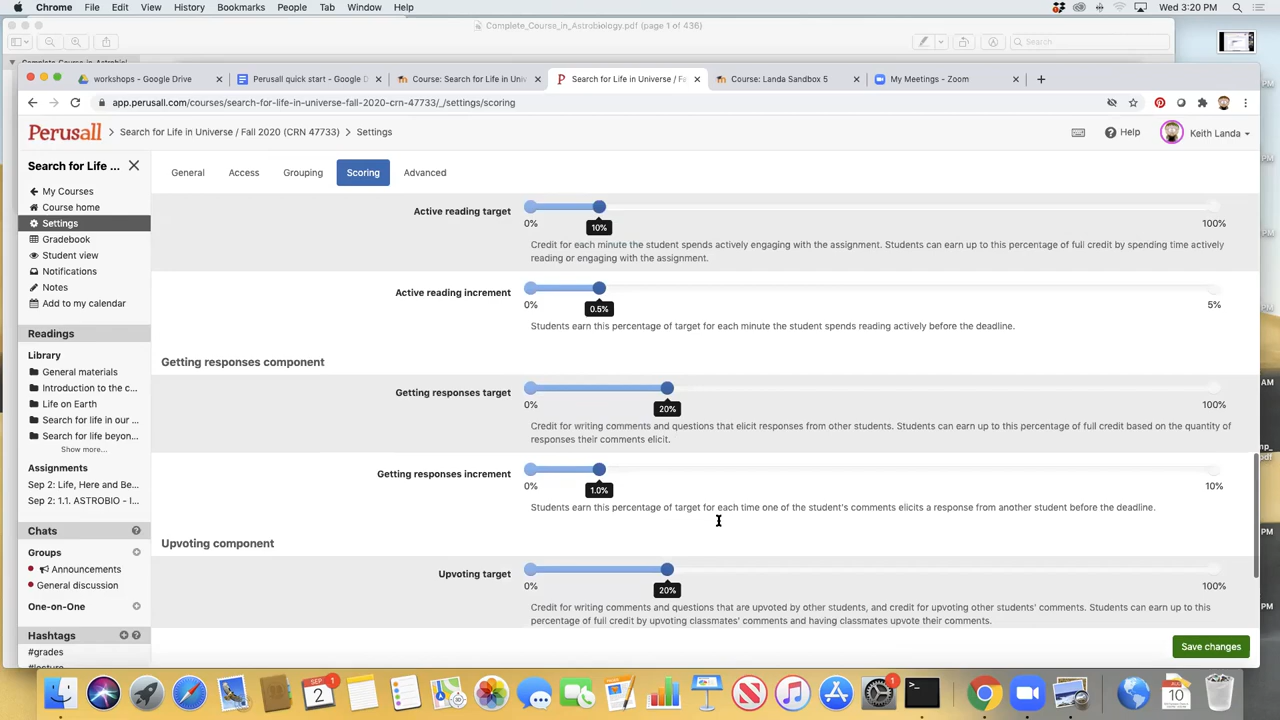 Chrome File Edit View History Bookmarks People Tab Window Help Wed 3:20 PM
Complete_Course_in_Astrobiology.pdf (page 1 of 436)
Search
workshops - Google Drive
Perusall quick start - Google D
Course: Search for Life in Univ
Search for Life in Universe / Fa
Course: Landa Sandbox 5
My Meetings - Zoom
app.perusall.com/courses/search-for-life-in-universe-fall-2020-crn-47733/_/settings/scoring
Perusall Search for Life in Universe / Fall 2020 (CRN 47733) Settings Help Keith Landa
Search for Life ...
My Courses
Course home
Settings
Gradebook
Student view
Notifications
Notes
Add to my calendar
Readings
Library
General materials
Introduction to the c...
Life on Earth
Search for life in our ...
Search for life beyon...
Show more...
Assignments
Sep 2: Life, Here and Be...
Sep 2: 1.1. ASTROBIO - I...
Chats
Groups
Announcements
General discussion
One-on-One
Hashtags
#grades
#lecture
General Access Grouping Scoring Advanced
Active reading target
0% 10% 100%
Credit for each minute the student spends actively engaging with the assignment. Students can earn up to this percentage of full credit by spending time actively
reading or engaging with the assignment.
Active reading increment
0% 0.5% 5%
Students earn this percentage of target for each minute the student spends reading actively before the deadline.
Getting responses component
Getting responses target
0% 20% 100%
Credit for writing comments and questions that elicit responses from other students. Students can earn up to this percentage of full credit based on the quantity of
responses their comments elicit.
Getting responses increment
0% 1.0% 10%
Students earn this percentage of target for each time one of the student's comments elicits a response from another student before the deadline.
Upvoting component
Upvoting target
0% 20% 100%
Credit for writing comments and questions that are upvoted by other students, and credit for upvoting other students' comments. Students can earn up to this
percentage of full credit by upvoting classmates' comments and having classmates upvote their comments.
Save changes
SEP
2
1
1
10